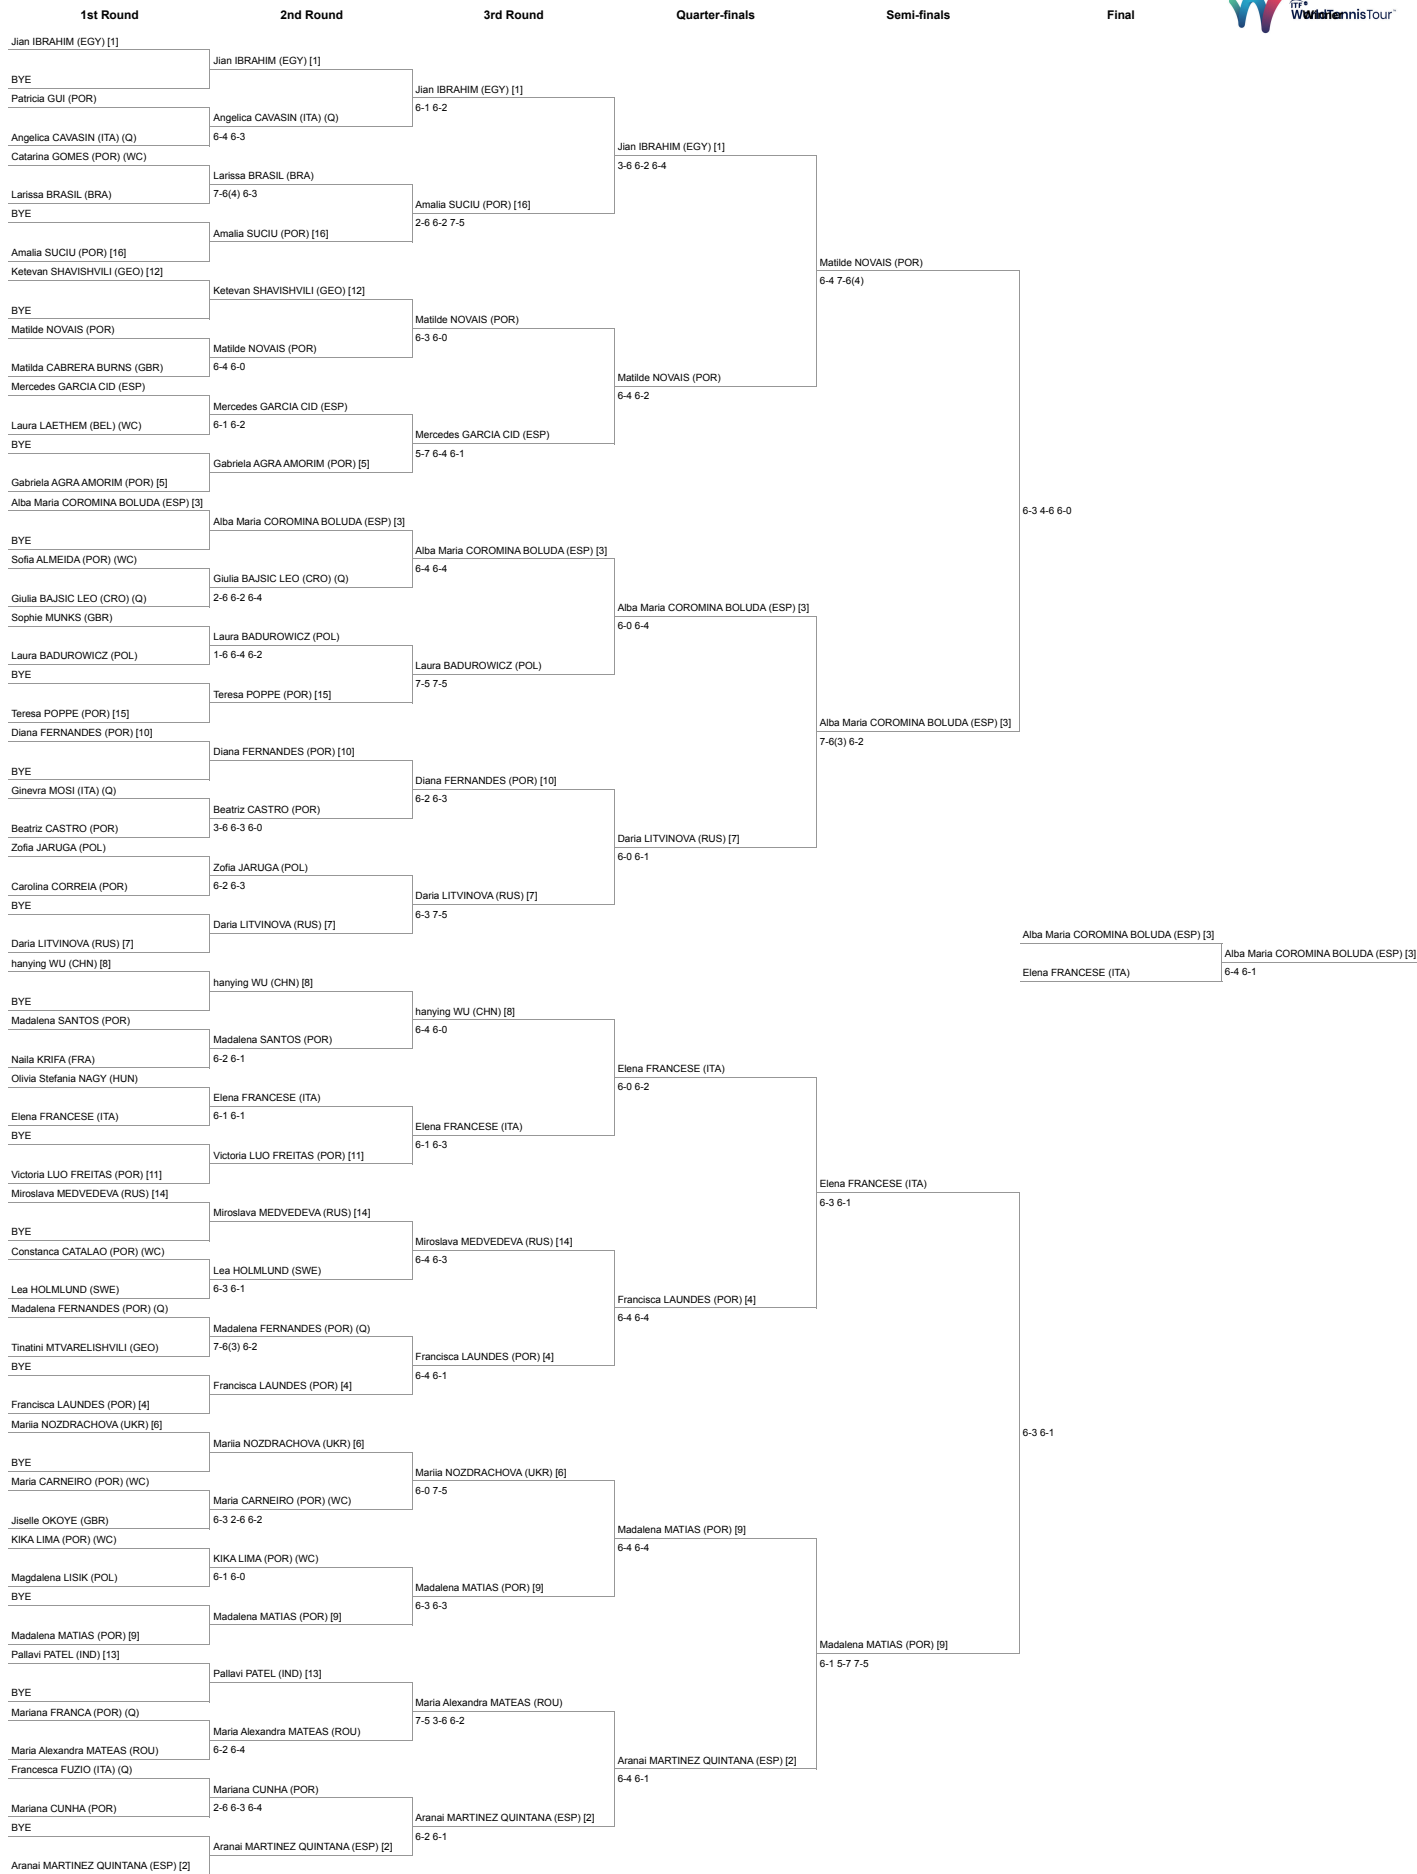 1st Round
2nd Round
3rd Round
Quarter-finals
Semi-finals
Final
Winner
ITF
WorldTennisTour
Jian IBRAHIM (EGY) [1]
BYE
Patricia GUI (POR)
Angelica CAVASIN (ITA) (Q)
Catarina GOMES (POR) (WC)
Larissa BRASIL (BRA)
BYE
Amalia SUCIU (POR) [16]
Ketevan SHAVISHVILI (GEO) [12]
BYE
Matilde NOVAIS (POR)
Matilda CABRERA BURNS (GBR)
Mercedes GARCIA CID (ESP)
Laura LAETHEM (BEL) (WC)
BYE
Gabriela AGRA AMORIM (POR) [5]
Alba Maria COROMINA BOLUDA (ESP) [3]
BYE
Sofia ALMEIDA (POR) (WC)
Giulia BAJSIC LEO (CRO) (Q)
Sophie MUNKS (GBR)
Laura BADUROWICZ (POL)
BYE
Teresa POPPE (POR) [15]
Diana FERNANDES (POR) [10]
BYE
Ginevra MOSI (ITA) (Q)
Beatriz CASTRO (POR)
Zofia JARUGA (POL)
Carolina CORREIA (POR)
BYE
Daria LITVINOVA (RUS) [7]
hanying WU (CHN) [8]
BYE
Madalena SANTOS (POR)
Naila KRIFA (FRA)
Olivia Stefania NAGY (HUN)
Elena FRANCESE (ITA)
BYE
Victoria LUO FREITAS (POR) [11]
Miroslava MEDVEDEVA (RUS) [14]
BYE
Constanca CATALAO (POR) (WC)
Lea HOLMLUND (SWE)
Madalena FERNANDES (POR) (Q)
Tinatini MTVARELISHVILI (GEO)
BYE
Francisca LAUNDES (POR) [4]
Mariia NOZDRACHOVA (UKR) [6]
BYE
Maria CARNEIRO (POR) (WC)
Jiselle OKOYE (GBR)
KIKA LIMA (POR) (WC)
Magdalena LISIK (POL)
BYE
Madalena MATIAS (POR) [9]
Pallavi PATEL (IND) [13]
BYE
Mariana FRANCA (POR) (Q)
Maria Alexandra MATEAS (ROU)
Francesca FUZIO (ITA) (Q)
Mariana CUNHA (POR)
BYE
Aranai MARTINEZ QUINTANA (ESP) [2]
Jian IBRAHIM (EGY) [1]
Angelica CAVASIN (ITA) (Q)
6-4 6-3
Larissa BRASIL (BRA)
7-6(4) 6-3
Amalia SUCIU (POR) [16]
Ketevan SHAVISHVILI (GEO) [12]
Matilde NOVAIS (POR)
6-4 6-0
Mercedes GARCIA CID (ESP)
6-1 6-2
Gabriela AGRA AMORIM (POR) [5]
Alba Maria COROMINA BOLUDA (ESP) [3]
Giulia BAJSIC LEO (CRO) (Q)
2-6 6-2 6-4
Laura BADUROWICZ (POL)
1-6 6-4 6-2
Teresa POPPE (POR) [15]
Diana FERNANDES (POR) [10]
Beatriz CASTRO (POR)
3-6 6-3 6-0
Zofia JARUGA (POL)
6-2 6-3
Daria LITVINOVA (RUS) [7]
hanying WU (CHN) [8]
Madalena SANTOS (POR)
6-2 6-1
Elena FRANCESE (ITA)
6-1 6-1
Victoria LUO FREITAS (POR) [11]
Miroslava MEDVEDEVA (RUS) [14]
Lea HOLMLUND (SWE)
6-3 6-1
Madalena FERNANDES (POR) (Q)
7-6(3) 6-2
Francisca LAUNDES (POR) [4]
Mariia NOZDRACHOVA (UKR) [6]
Maria CARNEIRO (POR) (WC)
6-3 2-6 6-2
KIKA LIMA (POR) (WC)
6-1 6-0
Madalena MATIAS (POR) [9]
Pallavi PATEL (IND) [13]
Maria Alexandra MATEAS (ROU)
6-2 6-4
Mariana CUNHA (POR)
2-6 6-3 6-4
Aranai MARTINEZ QUINTANA (ESP) [2]
Jian IBRAHIM (EGY) [1]
6-1 6-2
Amalia SUCIU (POR) [16]
2-6 6-2 7-5
Matilde NOVAIS (POR)
6-3 6-0
Mercedes GARCIA CID (ESP)
5-7 6-4 6-1
Alba Maria COROMINA BOLUDA (ESP) [3]
6-4 6-4
Laura BADUROWICZ (POL)
7-5 7-5
Diana FERNANDES (POR) [10]
6-2 6-3
Daria LITVINOVA (RUS) [7]
6-3 7-5
hanying WU (CHN) [8]
6-4 6-0
Elena FRANCESE (ITA)
6-1 6-3
Miroslava MEDVEDEVA (RUS) [14]
6-4 6-3
Francisca LAUNDES (POR) [4]
6-4 6-1
Mariia NOZDRACHOVA (UKR) [6]
6-0 7-5
Madalena MATIAS (POR) [9]
6-3 6-3
Maria Alexandra MATEAS (ROU)
7-5 3-6 6-2
Aranai MARTINEZ QUINTANA (ESP) [2]
6-2 6-1
Jian IBRAHIM (EGY) [1]
3-6 6-2 6-4
Matilde NOVAIS (POR)
6-4 6-2
Alba Maria COROMINA BOLUDA (ESP) [3]
6-0 6-4
Daria LITVINOVA (RUS) [7]
6-0 6-1
Elena FRANCESE (ITA)
6-0 6-2
Francisca LAUNDES (POR) [4]
6-4 6-4
Madalena MATIAS (POR) [9]
6-4 6-4
Aranai MARTINEZ QUINTANA (ESP) [2]
6-4 6-1
Matilde NOVAIS (POR)
6-4 7-6(4)
Alba Maria COROMINA BOLUDA (ESP) [3]
7-6(3) 6-2
Elena FRANCESE (ITA)
6-3 6-1
Madalena MATIAS (POR) [9]
6-1 5-7 7-5
6-3 4-6 6-0
Alba Maria COROMINA BOLUDA (ESP) [3]
Elena FRANCESE (ITA)
6-3 6-1
Alba Maria COROMINA BOLUDA (ESP) [3]
6-4 6-1